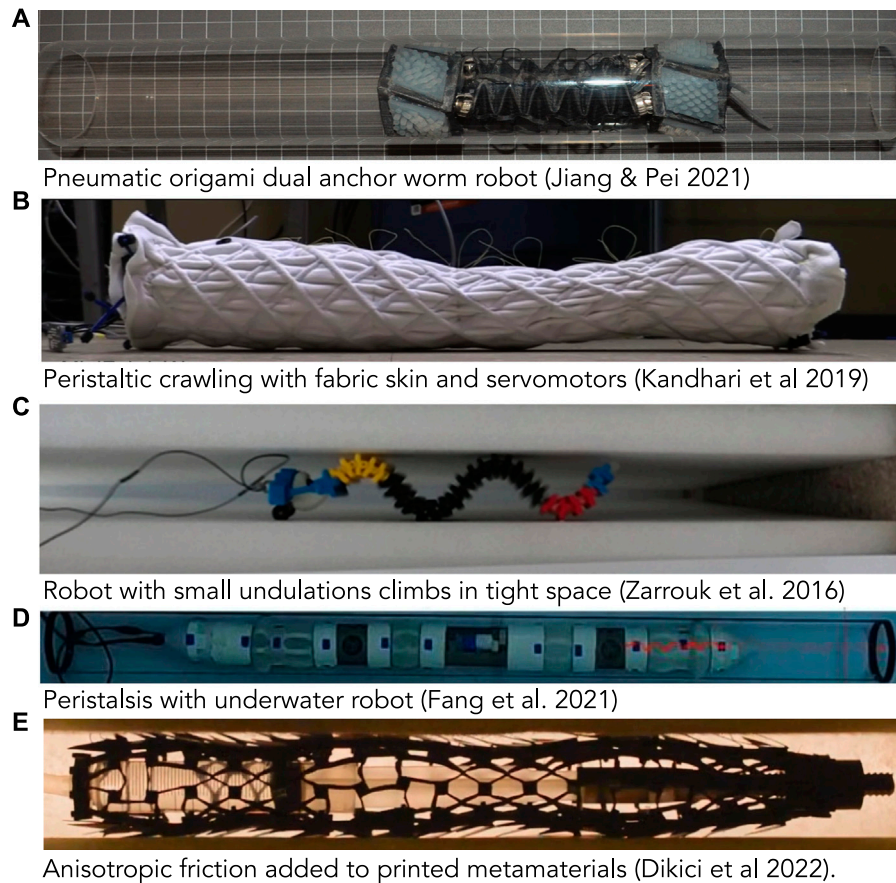 A
Pneumatic origami dual anchor worm robot (Jiang & Pei 2021)
B
Peristaltic crawling with fabric skin and servomotors (Kandhari et al 2019)
C
Robot with small undulations climbs in tight space (Zarrouk et al. 2016)
D
Peristalsis with underwater robot (Fang et al. 2021)
E
Anisotropic friction added to printed metamaterials (Dikici et al 2022).